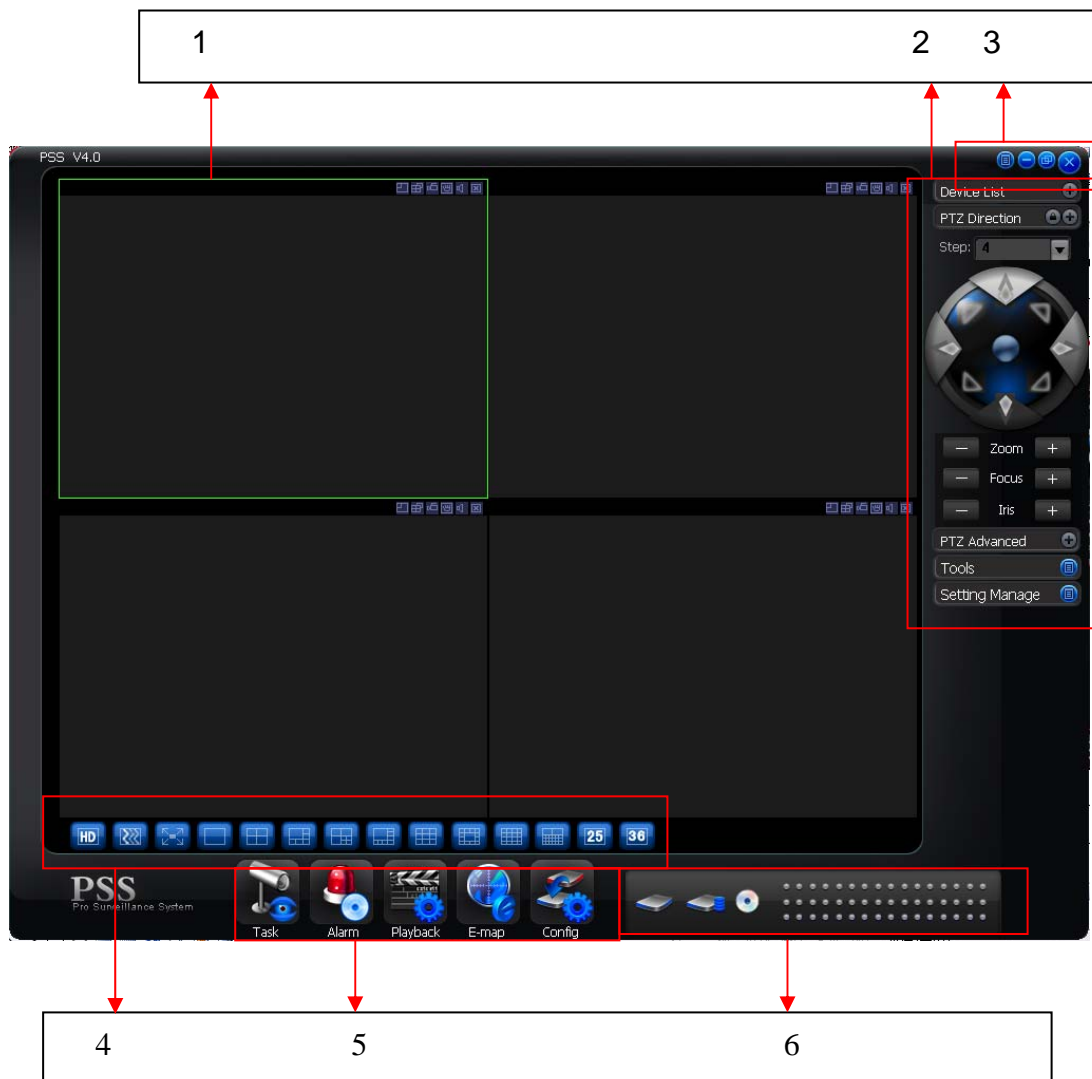 1 2 3
PSS V4.0
Device List
PTZ Direction
Step: 4
Zoom
Focus
Iris
PTZ Advanced
Tools
Setting Manage
HD 25 36
PSS
Pro Surveillance System
Task Alarm Playback E-map Config
4 5 6